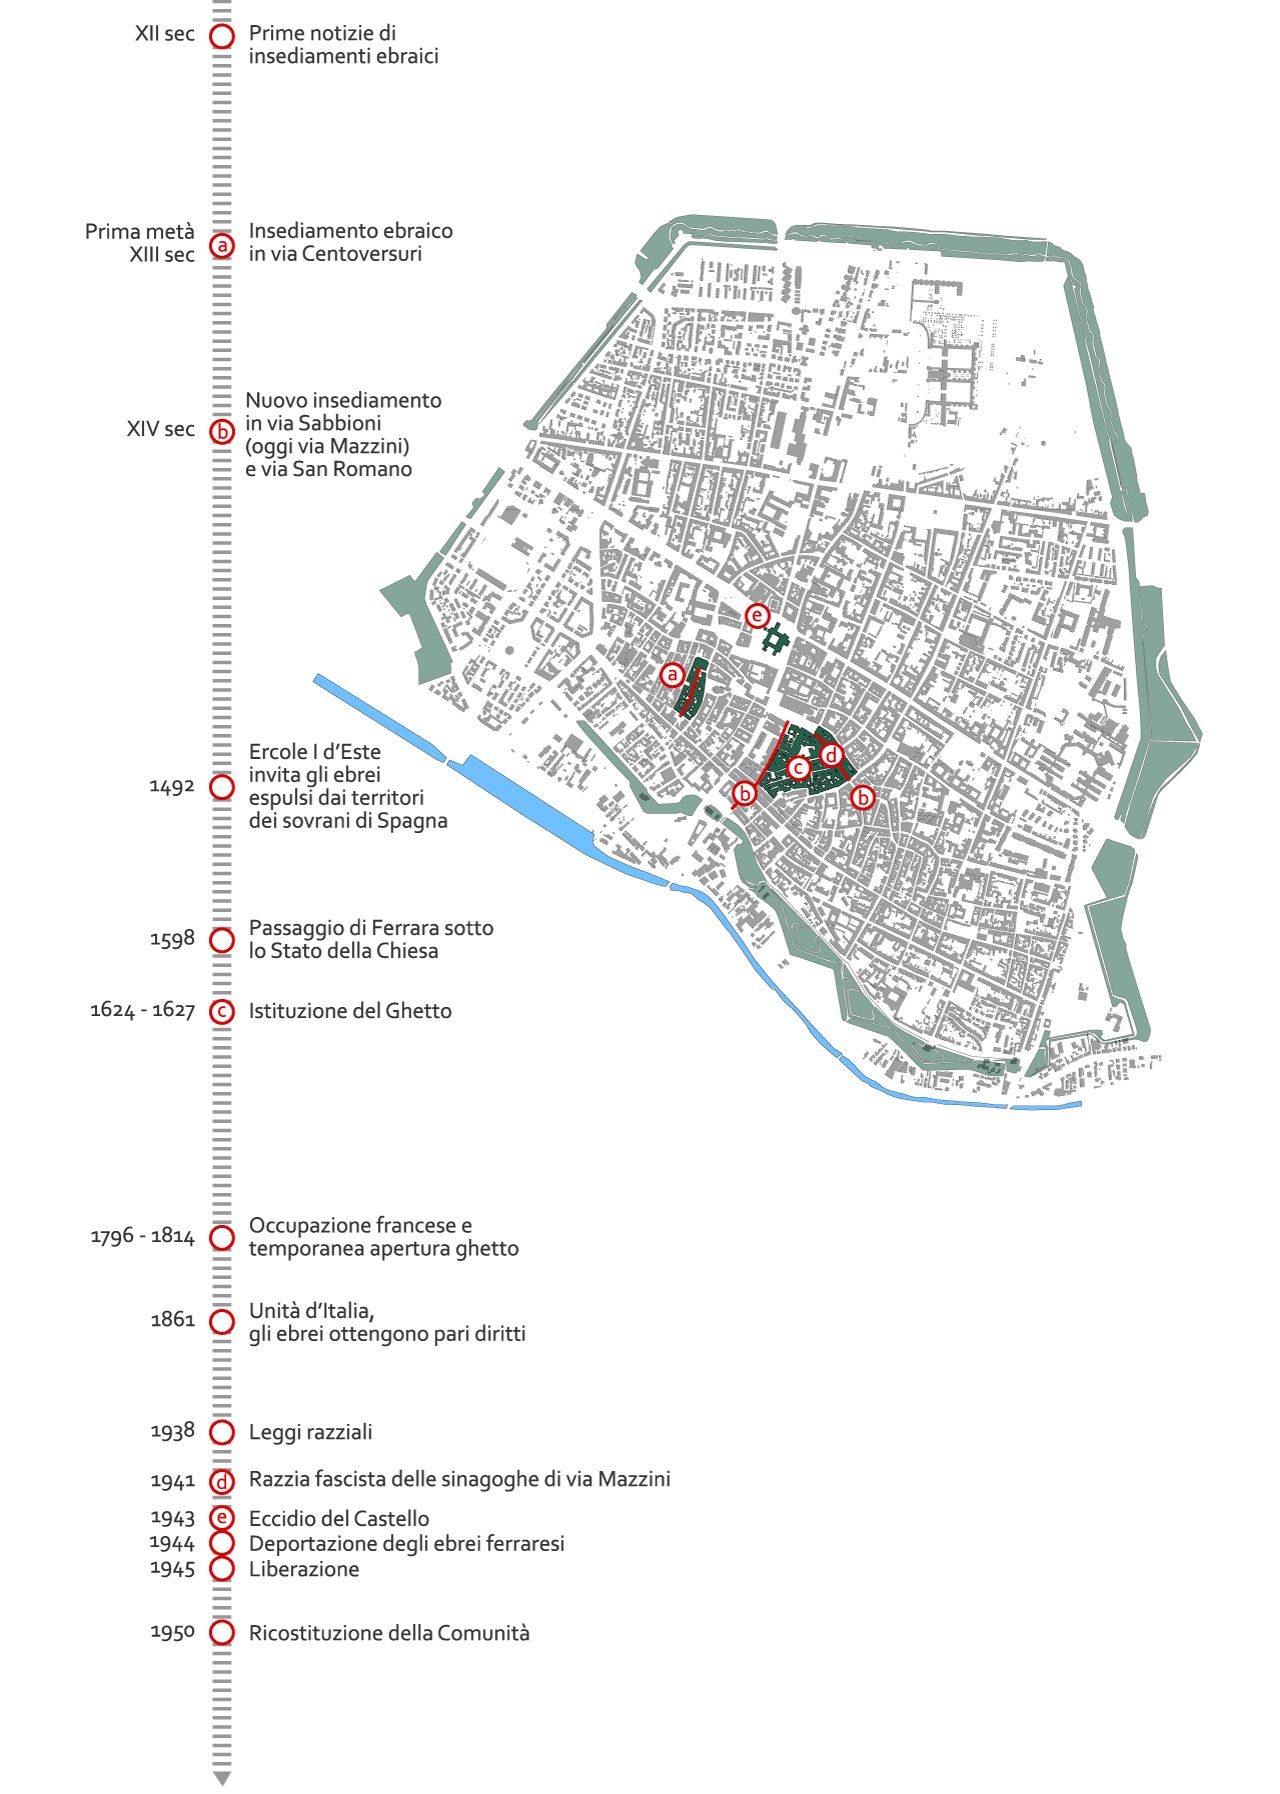 XII sec
Prime notizie di
insediamenti ebraici
Prima metà
XIII sec
a
Insediamento ebraico
in via Centoversuri
XIV sec
b
Nuovo insediamento
in via Sabbioni
(oggi via Mazzini)
e via San Romano
e
a
d
c
b
b
1492
Ercole I d'Este
invita gli ebrei
espulsi dai territori
dei sovrani di Spagna
1598
Passaggio di Ferrara sotto
lo Stato della Chiesa
1624 - 1627
c
Istituzione del Ghetto
1796 - 1814
Occupazione francese e
temporanea apertura ghetto
1861
Unità d'Italia,
gli ebrei ottengono pari diritti
1938
Leggi razziali
1941
d
Razzia fascista delle sinagoghe di via Mazzini
1943
e
Eccidio del Castello
1944
Deportazione degli ebrei ferraresi
1945
Liberazione
1950
Ricostituzione della Comunità